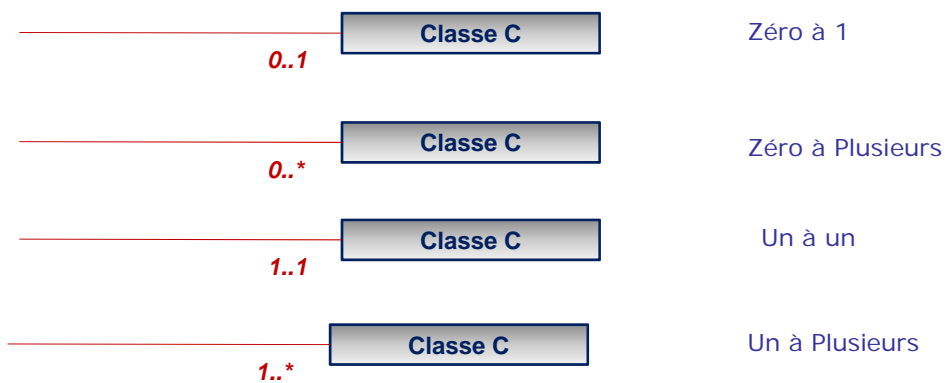 Classe C
Zéro à 1
0..1
Classe C
Zéro à Plusieurs
0..*
Classe C
Un à un
1..1
Classe C
Un à Plusieurs
1..*